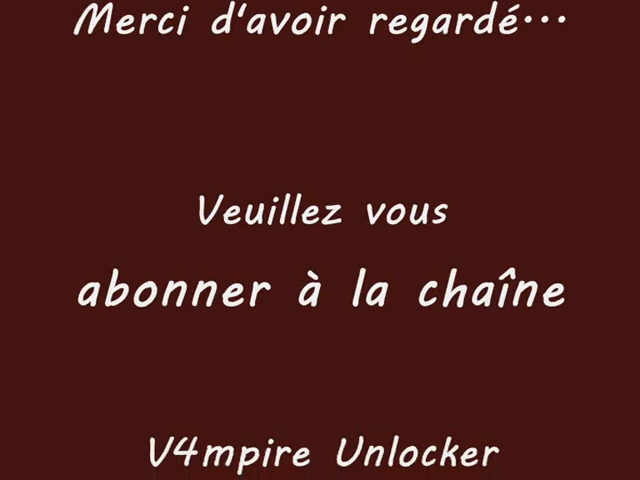 Merci d'avoir regardé...
Veuillez vous
abonner à la chaîne
V4mpire Unlocker